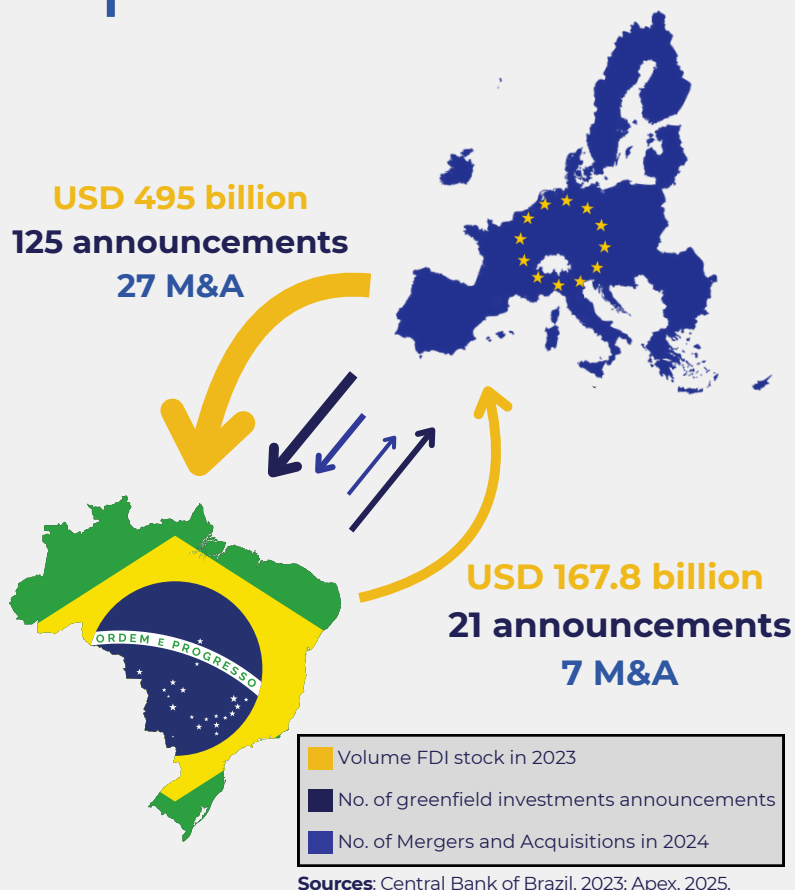 USD 495 billion
125 announcements
27 M&A
ORDEM E PROGRESSO
USD 167.8 billion
21 announcements
7 M&A
Volume FDI stock in 2023
No. of greenfield investments announcements
No. of Mergers and Acquisitions in 2024
Sources: Central Bank of Brazil, 2023; Apex, 2025.